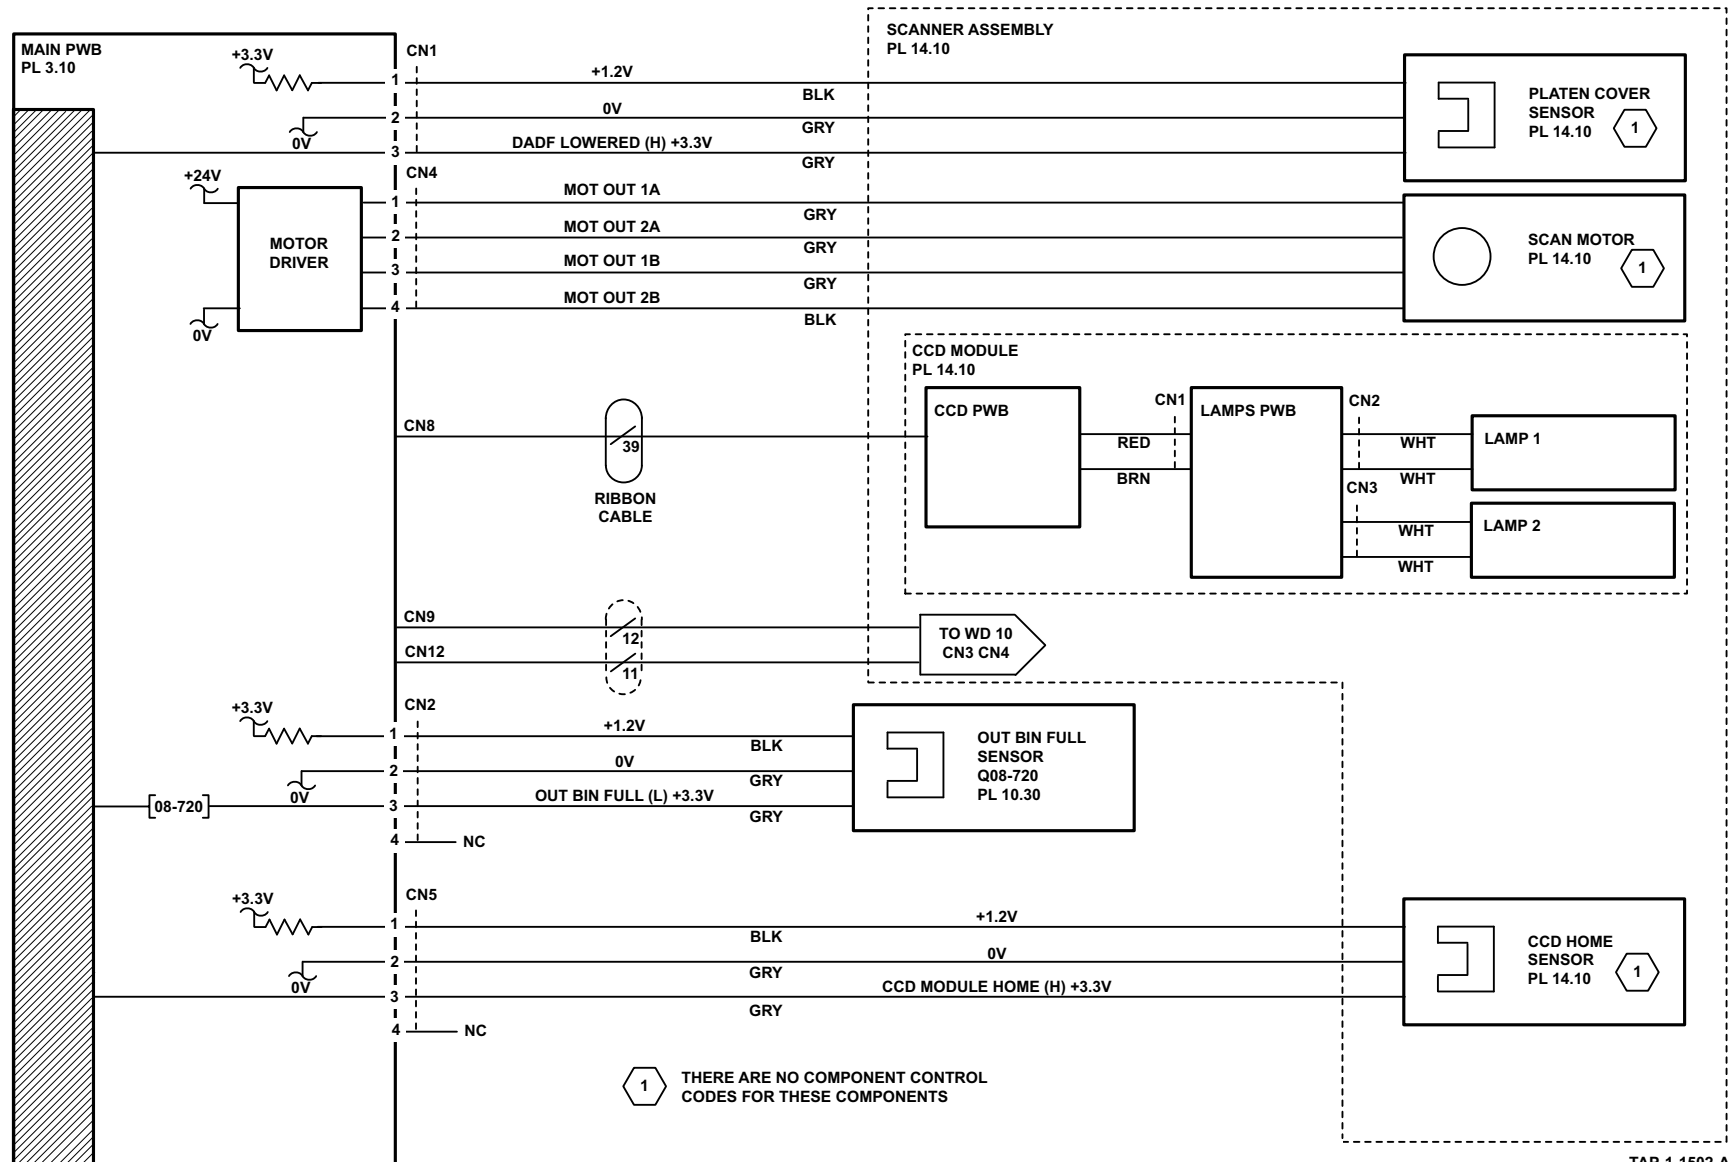 SCANNER ASSEMBLY
PL 14.10
MAIN PWB
PL 3.10
+3.3V
CN1
1
+1.2V
BLK
2
0V
GRY
0V
3
DADF LOWERED (H) +3.3V
GRY
PLATEN COVER
SENSOR
PL 14.10
1
+24V
CN4
MOTOR
DRIVER
0V
1
MOT OUT 1A
GRY
2
MOT OUT 2A
GRY
3
MOT OUT 1B
GRY
4
MOT OUT 2B
BLK
SCAN MOTOR
PL 14.10
1
CCD MODULE
PL 14.10
CN8
39
RIBBON
CABLE
CCD PWB
CN1
RED
BRN
LAMPS PWB
CN2
WHT
WHT
LAMP 1
CN3
WHT
WHT
LAMP 2
CN9
12
CN12
11
TO WD 10
CN3 CN4
+3.3V
CN2
1
+1.2V
BLK
2
0V
GRY
0V
08-720
3
OUT BIN FULL (L) +3.3V
GRY
4
NC
OUT BIN FULL
SENSOR
Q08-720
PL 10.30
+3.3V
CN5
1
+1.2V
BLK
2
0V
GRY
0V
3
CCD MODULE HOME (H) +3.3V
GRY
4
NC
CCD HOME
SENSOR
PL 14.10
1
1
THERE ARE NO COMPONENT CONTROL
CODES FOR THESE COMPONENTS